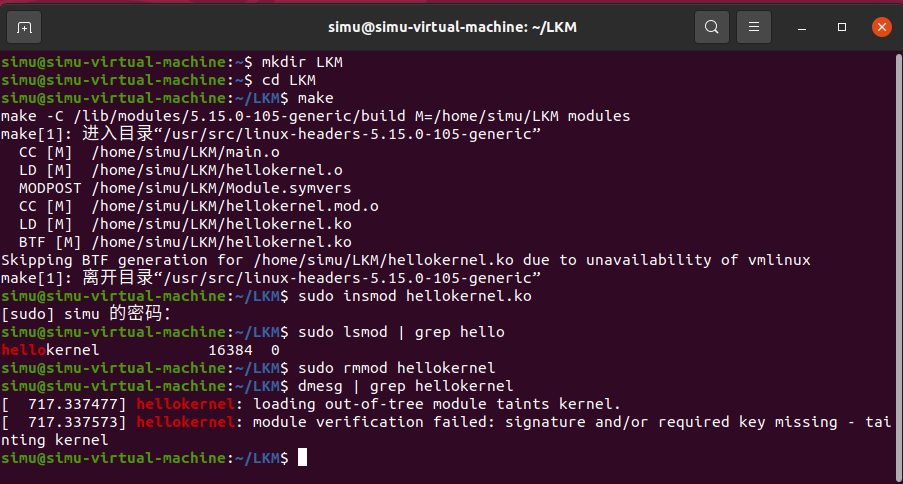 simu@simu-virtual-machine: ~/LKM
simu@simu-virtual-machine:~$ mkdir LKM
simu@simu-virtual-machine:~$ cd LKM
simu@simu-virtual-machine:~/LKM$ make
make -C /lib/modules/5.15.0-105-generic/build M=/home/simu/LKM modules
make[1]: 进入目录“/usr/src/linux-headers-5.15.0-105-generic”
  CC [M]  /home/simu/LKM/main.o
  LD [M]  /home/simu/LKM/hellokernel.o
  MODPOST /home/simu/LKM/Module.symvers
  CC [M]  /home/simu/LKM/hellokernel.mod.o
  LD [M]  /home/simu/LKM/hellokernel.ko
  BTF [M] /home/simu/LKM/hellokernel.ko
Skipping BTF generation for /home/simu/LKM/hellokernel.ko due to unavailability of vmlinux
make[1]: 离开目录“/usr/src/linux-headers-5.15.0-105-generic”
simu@simu-virtual-machine:~/LKM$ sudo insmod hellokernel.ko
[sudo] simu 的密码：
simu@simu-virtual-machine:~/LKM$ sudo lsmod | grep hello
hellokernel            16384  0
simu@simu-virtual-machine:~/LKM$ sudo rmmod hellokernel
simu@simu-virtual-machine:~/LKM$ dmesg | grep hellokernel
[  717.337477] hellokernel: loading out-of-tree module taints kernel.
[  717.337573] hellokernel: module verification failed: signature and/or required key missing - tai
nting kernel
simu@simu-virtual-machine:~/LKM$